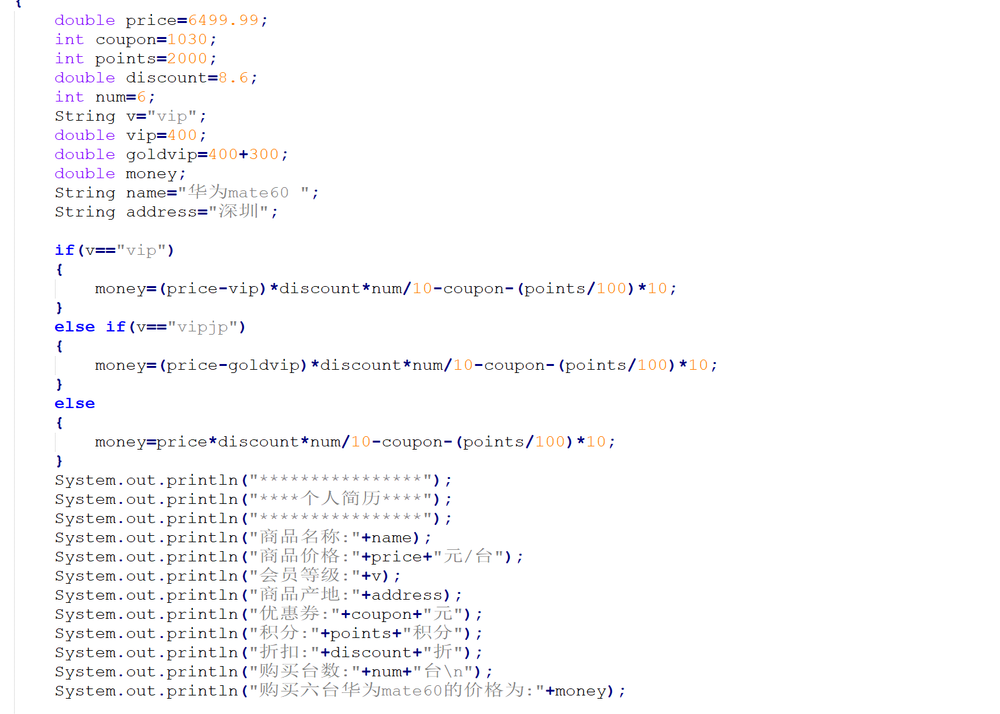 {
double price=6499.99;
int coupon=1030;
int points=2000;
double discount=8.6;
int num=6;
String v="vip";
double vip=400;
double goldvip=400+300;
double money;
String name="华为mate60 ";
String address="深圳";
if(v=="vip")
{
money=(price-vip)*discount*num/10-coupon-(points/100)*10;
}
else if(v=="vipjp")
{
money=(price-goldvip)*discount*num/10-coupon-(points/100)*10;
}
else
{
money=price*discount*num/10-coupon-(points/100)*10;
}
System.out.println("****************");
System.out.println("****个人简历****");
System.out.println("****************");
System.out.println("商品名称:"+name);
System.out.println("商品价格:"+price+"元/台");
System.out.println("会员等级:"+v);
System.out.println("商品产地:"+address);
System.out.println("优惠券:"+coupon+"元");
System.out.println("积分:"+points+"积分");
System.out.println("折扣:"+discount+"折");
System.out.println("购买台数:"+num+"台\n");
System.out.println("购买六台华为mate60的价格为:"+money);